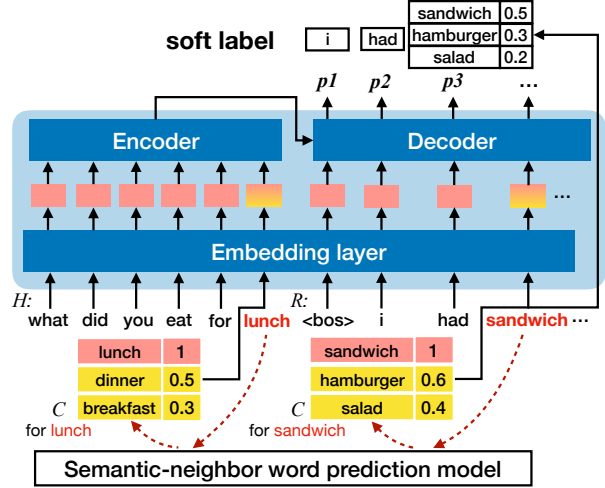 sandwich 0.5
soft label i had hamburger 0.3
salad 0.2
p1 p2 p3 ...
Encoder Decoder
...
Embedding layer
H: R:
what did you eat for lunch <bos> i had sandwich ...
lunch 1 sandwich 1
dinner 0.5 hamburger 0.6
C breakfast 0.3 C salad 0.4
for lunch for sandwich
Semantic-neighbor word prediction model